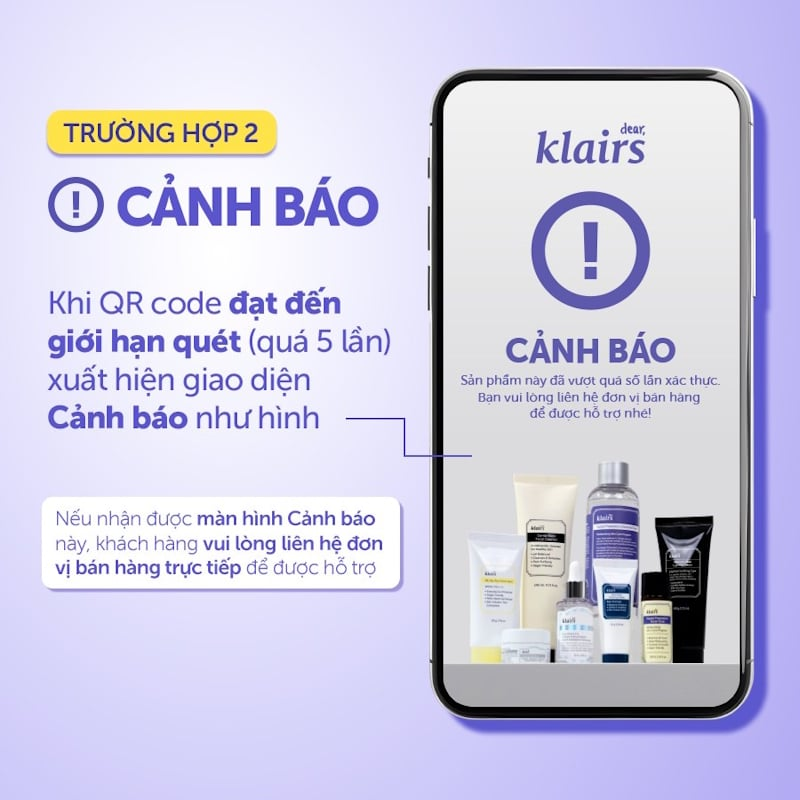 TRƯỜNG HỢP 2
! CẢNH BÁO
Khi QR code đạt đến
giới hạn quét (quá 5 lần)
xuất hiện giao diện
Cảnh báo như hình
Nếu nhận được màn hình Cảnh báo
này, khách hàng vui lòng liên hệ đơn
vị bán hàng trực tiếp để được hỗ trợ
dear,
klairs
!
CẢNH BÁO
Sản phẩm này đã vượt quá số lần xác thực.
Bạn vui lòng liên hệ đơn vị bán hàng
để được hỗ trợ nhé!
klairs
klairs
klairs
klairs